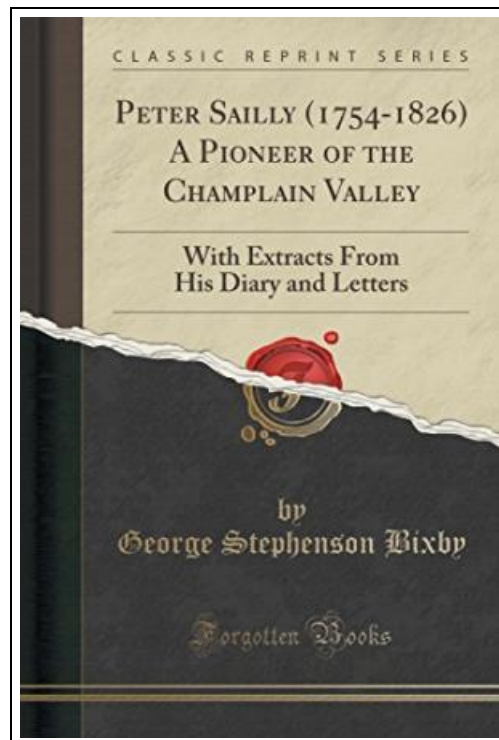 CLASSIC REPRINT SERIES
PETER SAILLY (1754-1826)
A PIONEER OF THE
CHAMPLAIN VALLEY
With Extracts From
His Diary and Letters
by
George Stephenson Bixby
Forgotten Books